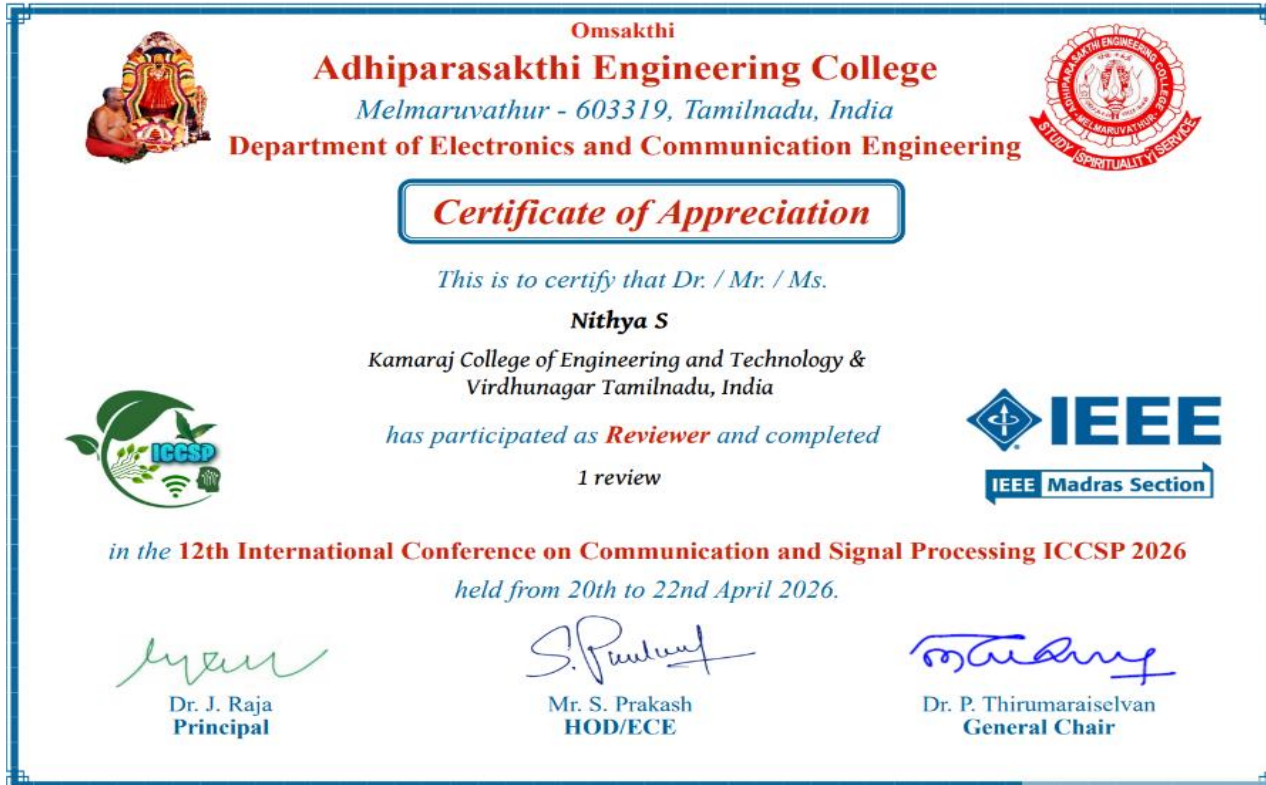 Omsakthi
Adhiparasakthi Engineering College
Melmaruvathur - 603319, Tamilnadu, India
Department of Electronics and Communication Engineering
ADHIPARASAKTHI ENGINEERING COLLEGE
MELMARUVATHUR
STUDY SPIRITUALITY SERVICE
Certificate of Appreciation
This is to certify that Dr. / Mr. / Ms.
Nithya S
Kamaraj College of Engineering and Technology &
Virdhunagar Tamilnadu, India
has participated as Reviewer and completed
1 review
ICCSP
IEEE
IEEE Madras Section
in the 12th International Conference on Communication and Signal Processing ICCSP 2026
held from 20th to 22nd April 2026.
Dr. J. Raja
Principal
Mr. S. Prakash
HOD/ECE
Dr. P. Thirumaraiselvan
General Chair